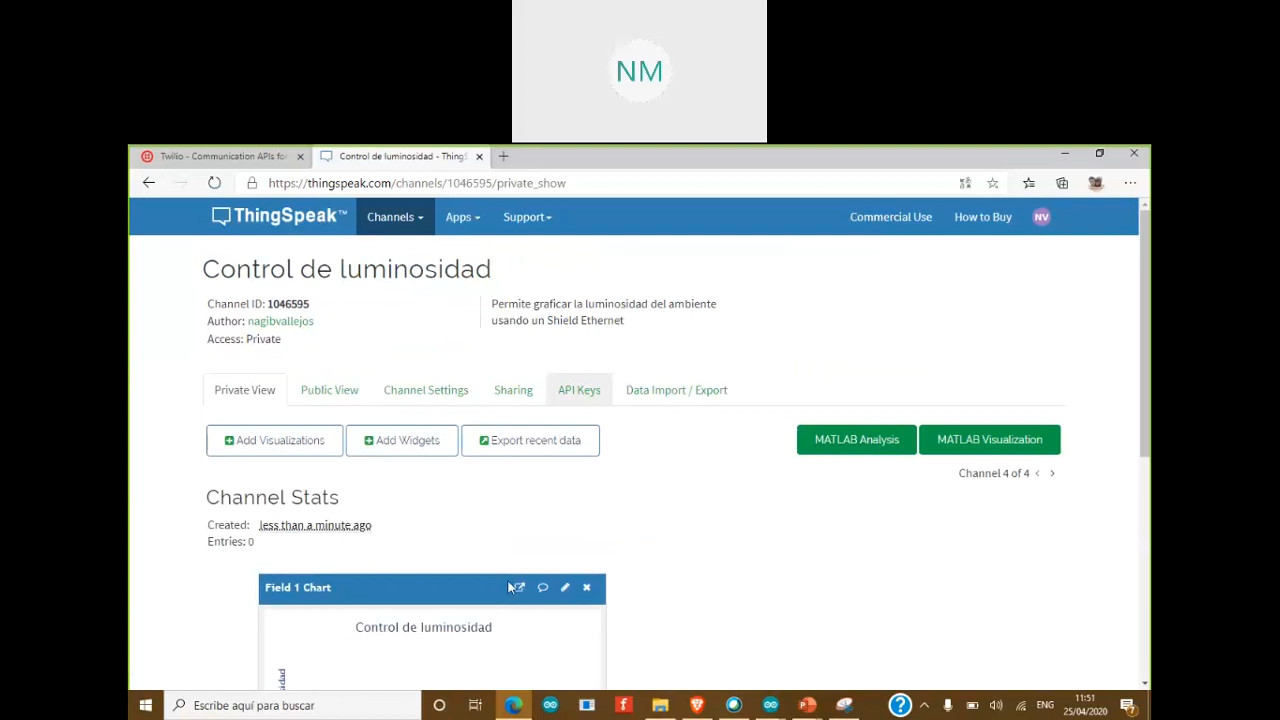 NM
Twilio - Communication APIs for
Control de luminosidad - ThingS
https://thingspeak.com/channels/1046595/private_show
ThingSpeak™
Channels
Apps
Support
Commercial Use
How to Buy
NV
Control de luminosidad
Channel ID: 1046595
Author: nagibvallejos
Access: Private
Permite graficar la luminosidad del ambiente
usando un Shield Ethernet
Private View
Public View
Channel Settings
Sharing
API Keys
Data Import / Export
Add Visualizations
Add Widgets
Export recent data
MATLAB Analysis
MATLAB Visualization
Channel 4 of 4
Channel Stats
Created: less than a minute ago
Entries: 0
Field 1 Chart
Control de luminosidad
sidad
Escribe aquí para buscar
ENG
11:51
25/04/2020
7